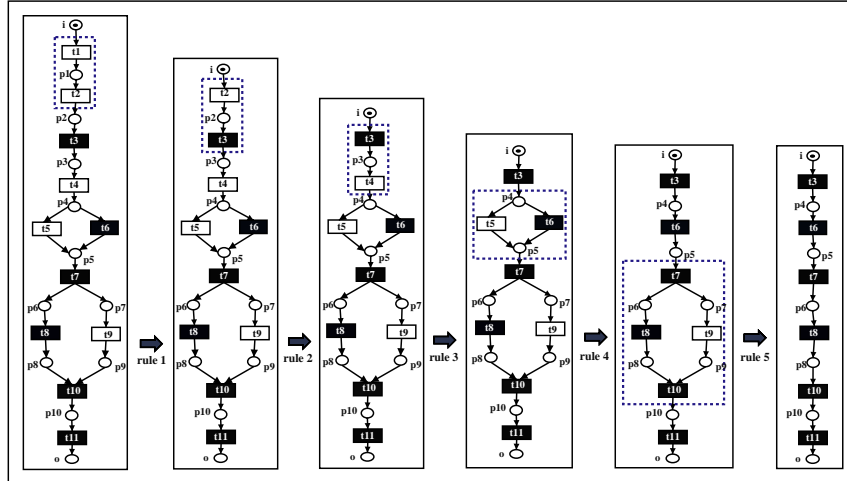 i
t1
p1
t2
p2
t3
p3
t4
p4
t5 t6
p5
t7
p6 p7
t8 t9
p8 p9
t10
p10
t11
o
rule 1
i
t2
p2
t3
p3
t4
p4
t5 t6
p5
t7
p6 p7
t8 t9
p8 p9
t10
p10
t11
o
rule 2
i
t3
p3
t4
p4
t5 t6
p5
t7
p6 p7
t8 t9
p8 p9
t10
p10
t11
o
rule 3
i
t3
p4
t5 t6
p5
t7
p6 p7
t8 t9
p8 p9
t10
p10
t11
o
rule 4
i
t3
p4
t6
p5
t7
p6 p7
t8 t9
p8 p9
t10
p10
t11
o
rule 5
i
t3
p4
t6
p5
t7
p6
t8
p8
t10
p10
t11
o